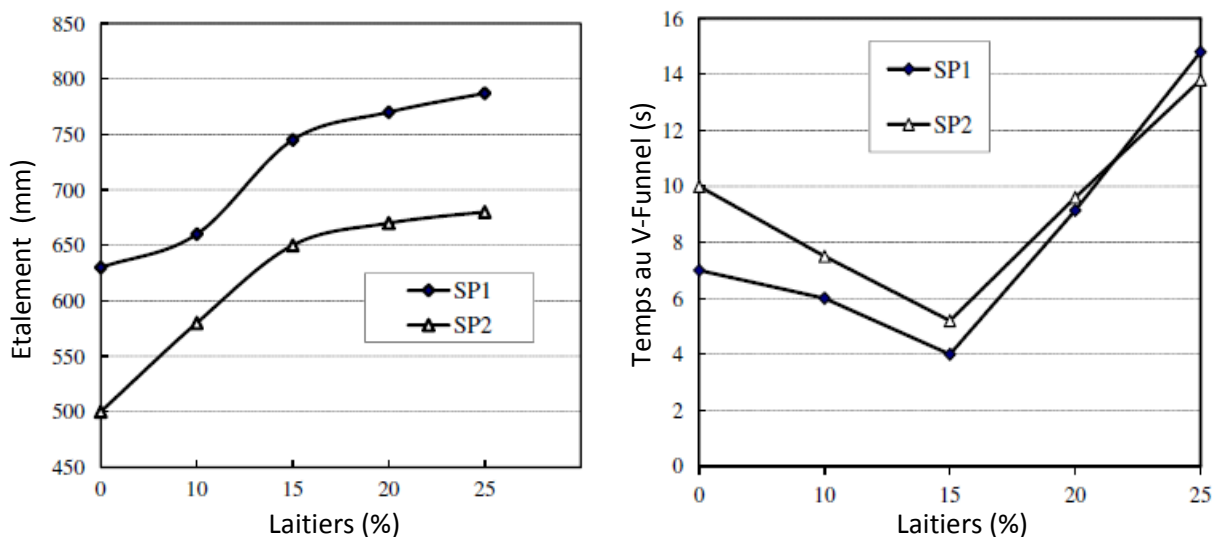 850
800
750
700
650
600
550
500
450
Etalement (mm)
SP1
SP2
0 10 15 20 25
Laitiers (%)
16
14
12
10
8
6
4
2
0
Temps au V-Funnel (s)
SP1
SP2
0 10 15 20 25
Laitiers (%)